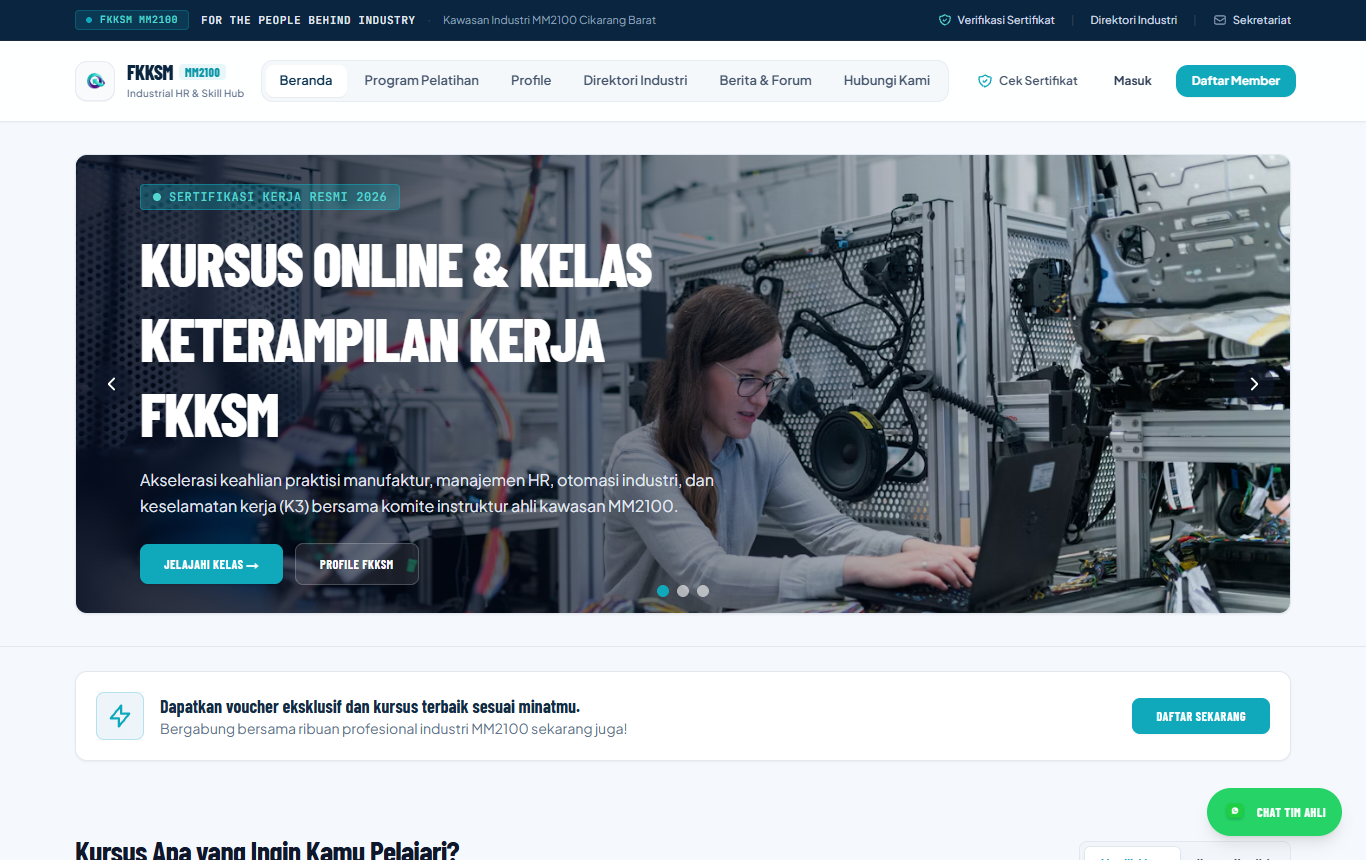 FKKSM MM2100
FOR THE PEOPLE BEHIND INDUSTRY · Kawasan Industri MM2100 Cikarang Barat
Verifikasi Sertifikat
Direktori Industri
Sekretariat
FKKSM MM2100
Industrial HR & Skill Hub
Beranda
Program Pelatihan
Profile
Direktori Industri
Berita & Forum
Hubungi Kami
Cek Sertifikat
Masuk
Daftar Member
SERTIFIKASI KERJA RESMI 2026
KURSUS ONLINE & KELAS
KETERAMPILAN KERJA
FKKSM
Akselerasi keahlian praktisi manufaktur, manajemen HR, otomasi industri, dan
keselamatan kerja (K3) bersama komite instruktur ahli kawasan MM2100.
JELAJAHI KELAS →
PROFILE FKKSM
Dapatkan voucher eksklusif dan kursus terbaik sesuai minatmu.
Bergabung bersama ribuan profesional industri MM2100 sekarang juga!
DAFTAR SEKARANG
CHAT TIM AHLI
Kursus Apa yang Ingin Kamu Pelajari?